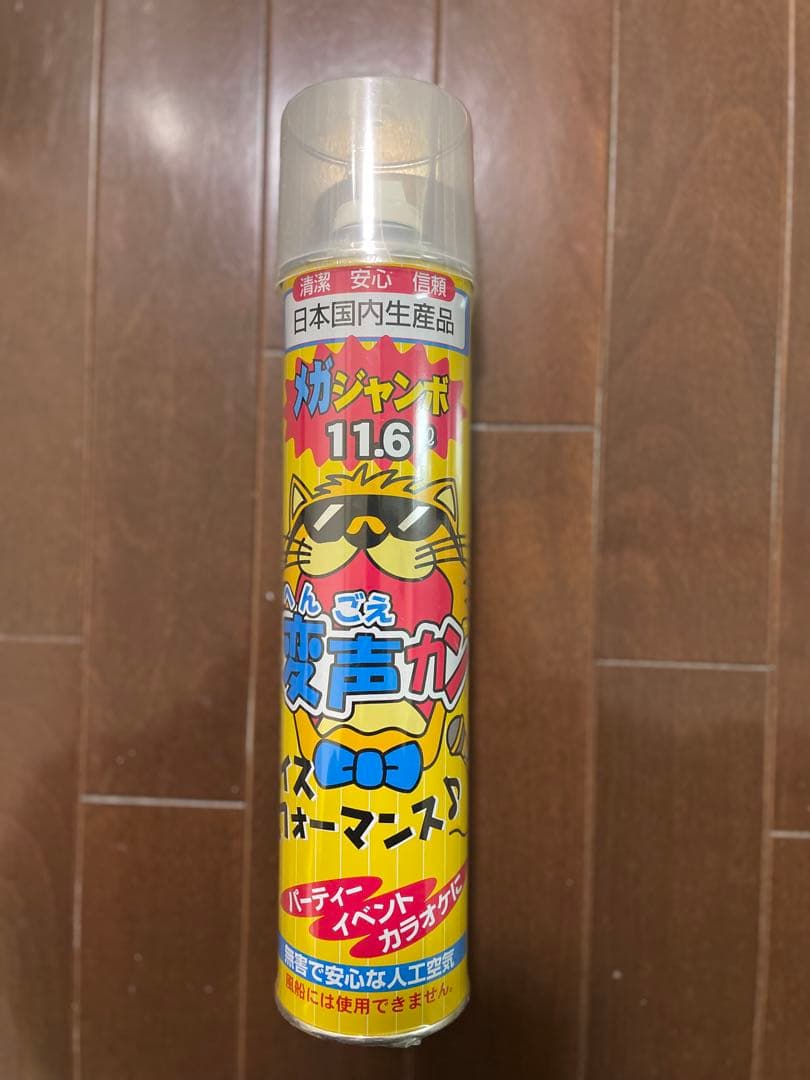 清潔 安心 信頼
日本国内生産品
メガジャンボ
11.6ℓ
へんごえ
変声カン
イス
フォーマンス♪
パーティー
イベント
カラオケに
無害で安心な人工空気
風船には使用できません。